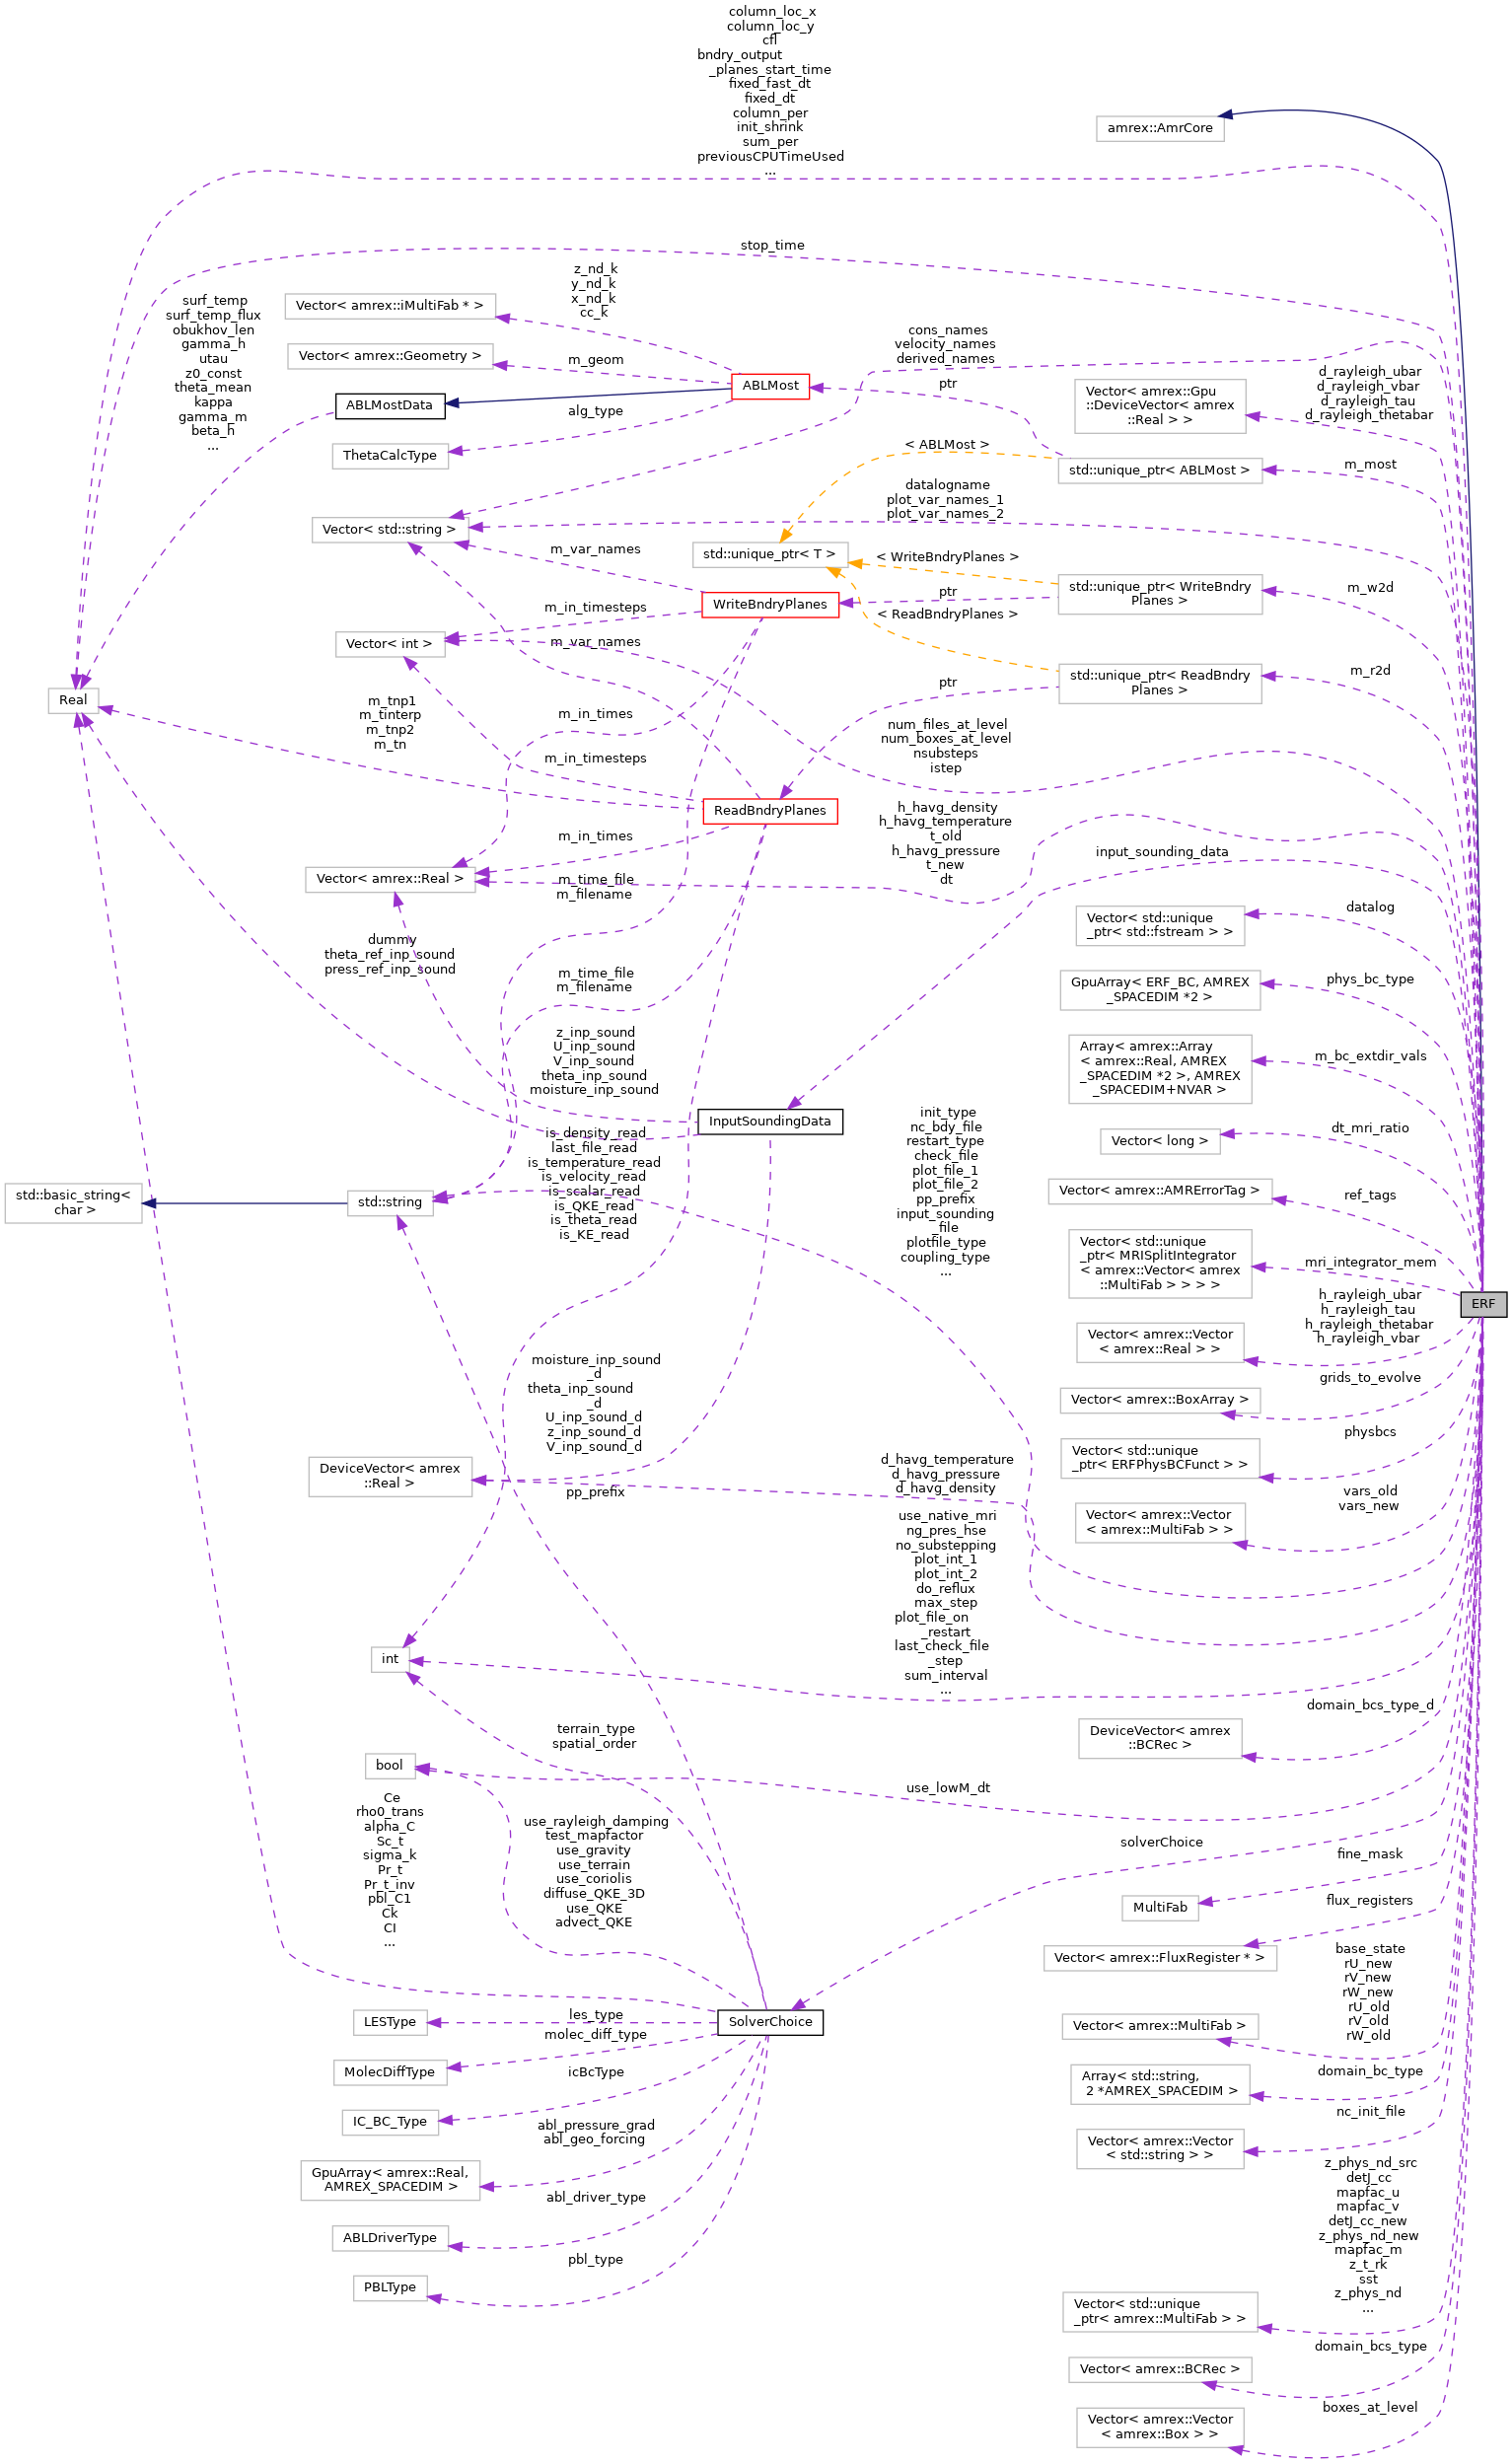 column_loc_x
column_loc_y
cfl
bndry_output
_planes_start_time
fixed_fast_dt
fixed_dt
column_per
init_shrink
sum_per
previousCPUTimeUsed
...
amrex::AmrCore
stop_time
z_nd_k
y_nd_k
x_nd_k
cc_k
Vector< amrex::iMultiFab * >
surf_temp
surf_temp_flux
obukhov_len
gamma_h
utau
z0_const
theta_mean
kappa
gamma_m
beta_h
...
Vector< amrex::Geometry >
m_geom
ABLMost
ABLMostData
alg_type
ThetaCalcType
cons_names
velocity_names
derived_names
ptr
Vector< amrex::Gpu
::DeviceVector< amrex
::Real > >
d_rayleigh_ubar
d_rayleigh_vbar
d_rayleigh_tau
d_rayleigh_thetabar
< ABLMost >
std::unique_ptr< ABLMost >
m_most
datalogname
plot_var_names_1
plot_var_names_2
Vector< std::string >
m_var_names
std::unique_ptr< T >
< WriteBndryPlanes >
ptr
std::unique_ptr< WriteBndry
Planes >
m_w2d
WriteBndryPlanes
m_in_timesteps
< ReadBndryPlanes >
Vector< int >
m_var_names
std::unique_ptr< ReadBndry
Planes >
m_r2d
ptr
Real
m_tnp1
m_tinterp
m_tnp2
m_tn
m_in_times
m_in_timesteps
num_files_at_level
num_boxes_at_level
nsubsteps
istep
ReadBndryPlanes
m_in_times
h_havg_density
h_havg_temperature
t_old
h_havg_pressure
t_new
dt
input_sounding_data
Vector< amrex::Real >
m_time_file
m_filename
dummy
theta_ref_inp_sound
press_ref_inp_sound
m_time_file
m_filename
Vector< std::unique
_ptr< std::fstream > >
datalog
GpuArray< ERF_BC, AMREX
_SPACEDIM *2 >
phys_bc_type
z_inp_sound
U_inp_sound
V_inp_sound
theta_inp_sound
moisture_inp_sound
Array< amrex::Array
< amrex::Real, AMREX
_SPACEDIM *2 >, AMREX
_SPACEDIM+NVAR >
m_bc_extdir_vals
InputSoundingData
Vector< long >
dt_mri_ratio
is_density_read
last_file_read
is_temperature_read
is_velocity_read
is_scalar_read
is_QKE_read
is_theta_read
is_KE_read
init_type
nc_bdy_file
restart_type
check_file
plot_file_1
plot_file_2
pp_prefix
input_sounding
_file
plotfile_type
coupling_type
...
std::basic_string<
char >
std::string
Vector< amrex::AMRErrorTag >
ref_tags
Vector< std::unique
_ptr< MRISplitIntegrator
< amrex::Vector< amrex
::MultiFab > > > >
mri_integrator_mem
ERF
Vector< amrex::Vector
< amrex::Real > >
h_rayleigh_ubar
h_rayleigh_tau
h_rayleigh_thetabar
h_rayleigh_vbar
moisture_inp_sound
_d
theta_inp_sound
_d
U_inp_sound_d
z_inp_sound_d
V_inp_sound_d
Vector< amrex::BoxArray >
grids_to_evolve
Vector< std::unique
_ptr< ERFPhysBCFunct > >
physbcs
DeviceVector< amrex
::Real >
pp_prefix
d_havg_temperature
d_havg_pressure
d_havg_density
Vector< amrex::Vector
< amrex::MultiFab > >
vars_old
vars_new
use_native_mri
ng_pres_hse
no_substepping
plot_int_1
plot_int_2
do_reflux
max_step
plot_file_on
_restart
last_check_file
_step
sum_interval
...
int
terrain_type
spatial_order
DeviceVector< amrex
::BCRec >
domain_bcs_type_d
bool
use_lowM_dt
Ce
rho0_trans
alpha_C
Sc_t
sigma_k
Pr_t
Pr_t_inv
pbl_C1
Ck
CI
...
use_rayleigh_damping
test_mapfactor
use_gravity
use_terrain
use_coriolis
diffuse_QKE_3D
use_QKE
advect_QKE
solverChoice
MultiFab
fine_mask
Vector< amrex::FluxRegister * >
flux_registers
SolverChoice
LESType
les_type
molec_diff_type
MolecDiffType
icBcType
IC_BC_Type
Vector< amrex::MultiFab >
base_state
rU_new
rV_new
rW_new
rU_old
rV_old
rW_old
Array< std::string,
2 *AMREX_SPACEDIM >
domain_bc_type
Vector< amrex::Vector
< std::string > >
nc_init_file
abl_pressure_grad
abl_geo_forcing
GpuArray< amrex::Real,
AMREX_SPACEDIM >
abl_driver_type
ABLDriverType
pbl_type
PBLType
z_phys_nd_src
detJ_cc
mapfac_u
mapfac_v
detJ_cc_new
z_phys_nd_new
mapfac_m
z_t_rk
sst
z_phys_nd
...
Vector< std::unique
_ptr< amrex::MultiFab > >
Vector< amrex::BCRec >
domain_bcs_type
Vector< amrex::Vector
< amrex::Box > >
boxes_at_level